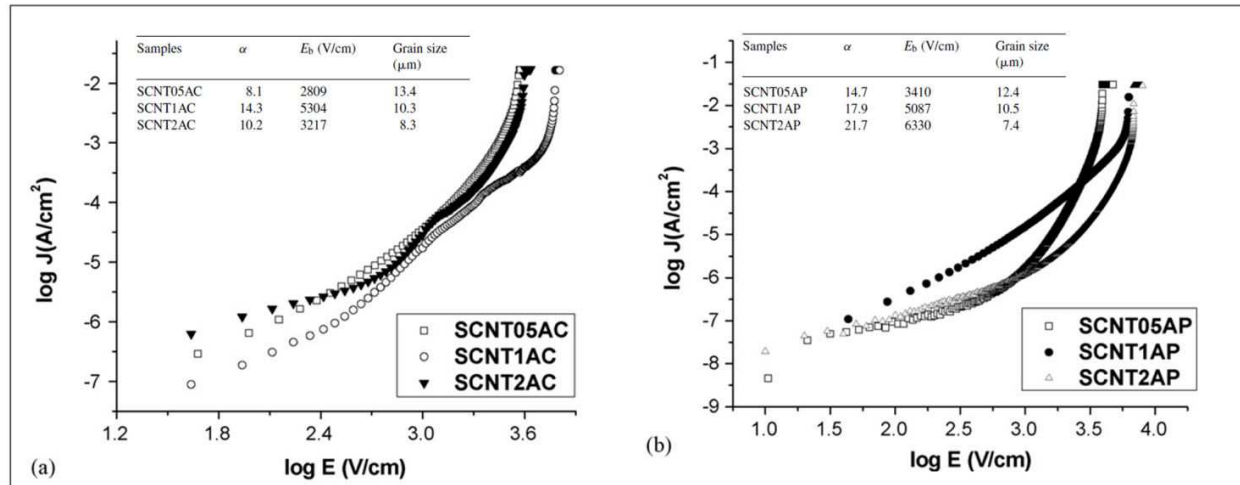 Samples α Eb (V/cm) Grain size
(μm)
SCNT05AC 8.1 2809 13.4
SCNT1AC 14.3 5304 10.3
SCNT2AC 10.2 3217 8.3
-2
-3
-4
-5
-6
-7
log J(A/cm²)
SCNT05AC
SCNT1AC
SCNT2AC
1.2 1.8 2.4 3.0 3.6
log E (V/cm)
(a)
Samples α Eb (V/cm) Grain size
(μm)
SCNT05AP 14.7 3410 12.4
SCNT1AP 17.9 5087 10.5
SCNT2AP 21.7 6330 7.4
-1
-2
-3
-4
-5
-6
-7
-8
-9
log J(A/cm²)
SCNT05AP
SCNT1AP
SCNT2AP
1.0 1.5 2.0 2.5 3.0 3.5 4.0
log E (V/cm)
(b)